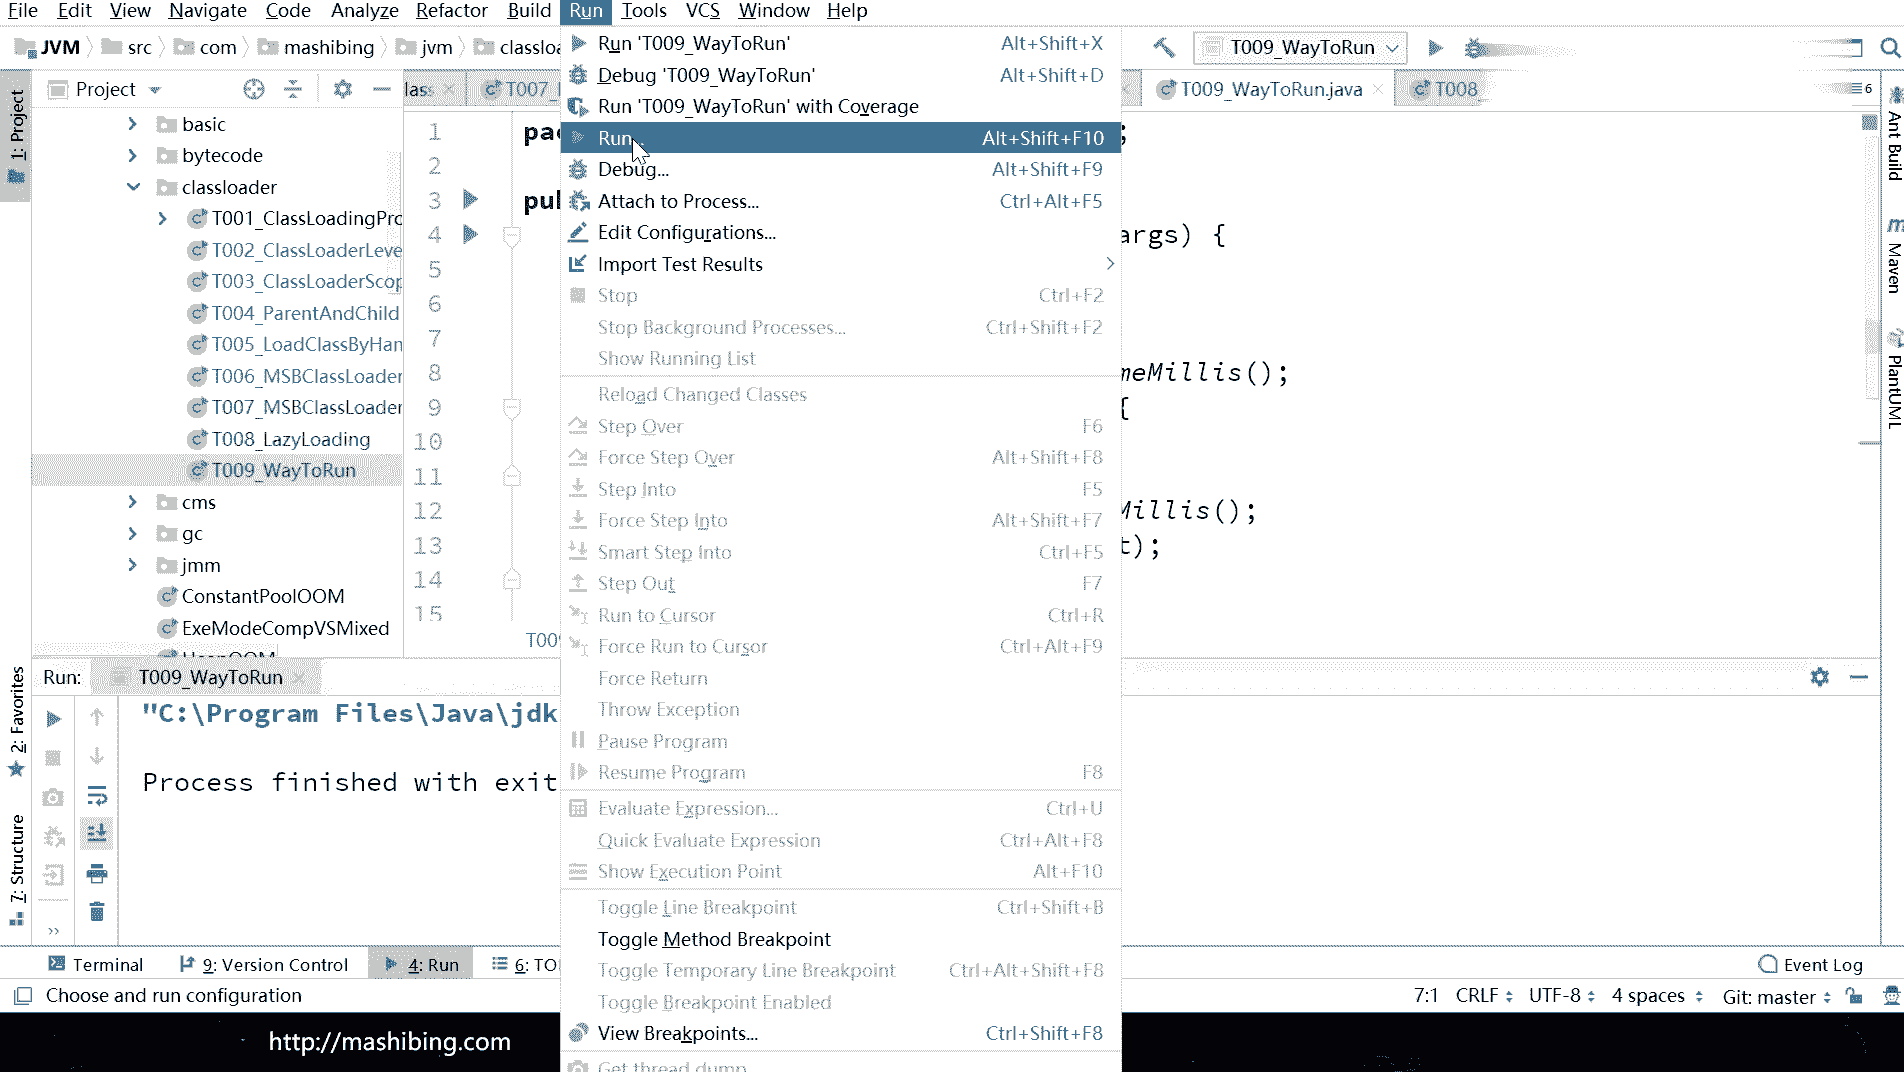 File Edit View Navigate Code Analyze Refactor Build Run Tools VCS Window Help
JVM src com mashibing jvm T009_WayToRun
Project T007_ T009_WayToRun.java T008 6
1: Project
basic
bytecode
classloader
T001_ClassLoadingPro
T002_ClassLoaderLeve
T003_ClassLoaderScop
T004_ParentAndChild
T005_LoadClassByHan
T006_MSBClassLoader
T007_MSBClassLoader
T008_LazyLoading
T009_WayToRun
cms
gc
jmm
ConstantPoolOOM
ExeModeCompVSMixed
1 pac ;
2
3 pul
4 args) {
5
6
7
8 meMillis();
9 {
10
11
12 Millis();
13 t);
14
15
Run 'T009_WayToRun' Alt+Shift+X
Debug 'T009_WayToRun' Alt+Shift+D
Run 'T009_WayToRun' with Coverage
Run... Alt+Shift+F10
Debug... Alt+Shift+F9
Attach to Process... Ctrl+Alt+F5
Edit Configurations...
Import Test Results
Stop Ctrl+F2
Stop Background Processes... Ctrl+Shift+F2
Show Running List
Reload Changed Classes
Step Over F6
Force Step Over Alt+Shift+F8
Step Into F5
Force Step Into Alt+Shift+F7
Smart Step Into Ctrl+F5
Step Out F7
Run to Cursor Ctrl+R
Force Run to Cursor Ctrl+Alt+F9
Force Return
Throw Exception
Pause Program
Resume Program F8
Evaluate Expression... Ctrl+U
Quick Evaluate Expression Ctrl+Alt+F8
Show Execution Point Alt+F10
Toggle Line Breakpoint Ctrl+Shift+B
Toggle Method Breakpoint
Toggle Temporary Line Breakpoint Ctrl+Alt+Shift+F8
Toggle Breakpoint Enabled
View Breakpoints... Ctrl+Shift+F8
Get thread dump
Ant Build
Maven
PlantUML
2: Favorites
7: Structure
Run: T009_WayToRun
"C:\Program Files\Java\jdk
Process finished with exit
Terminal 9: Version Control 4: Run 6: TO Event Log
Choose and run configuration 7:1 CRLF UTF-8 4 spaces Git: master
http://mashibing.com